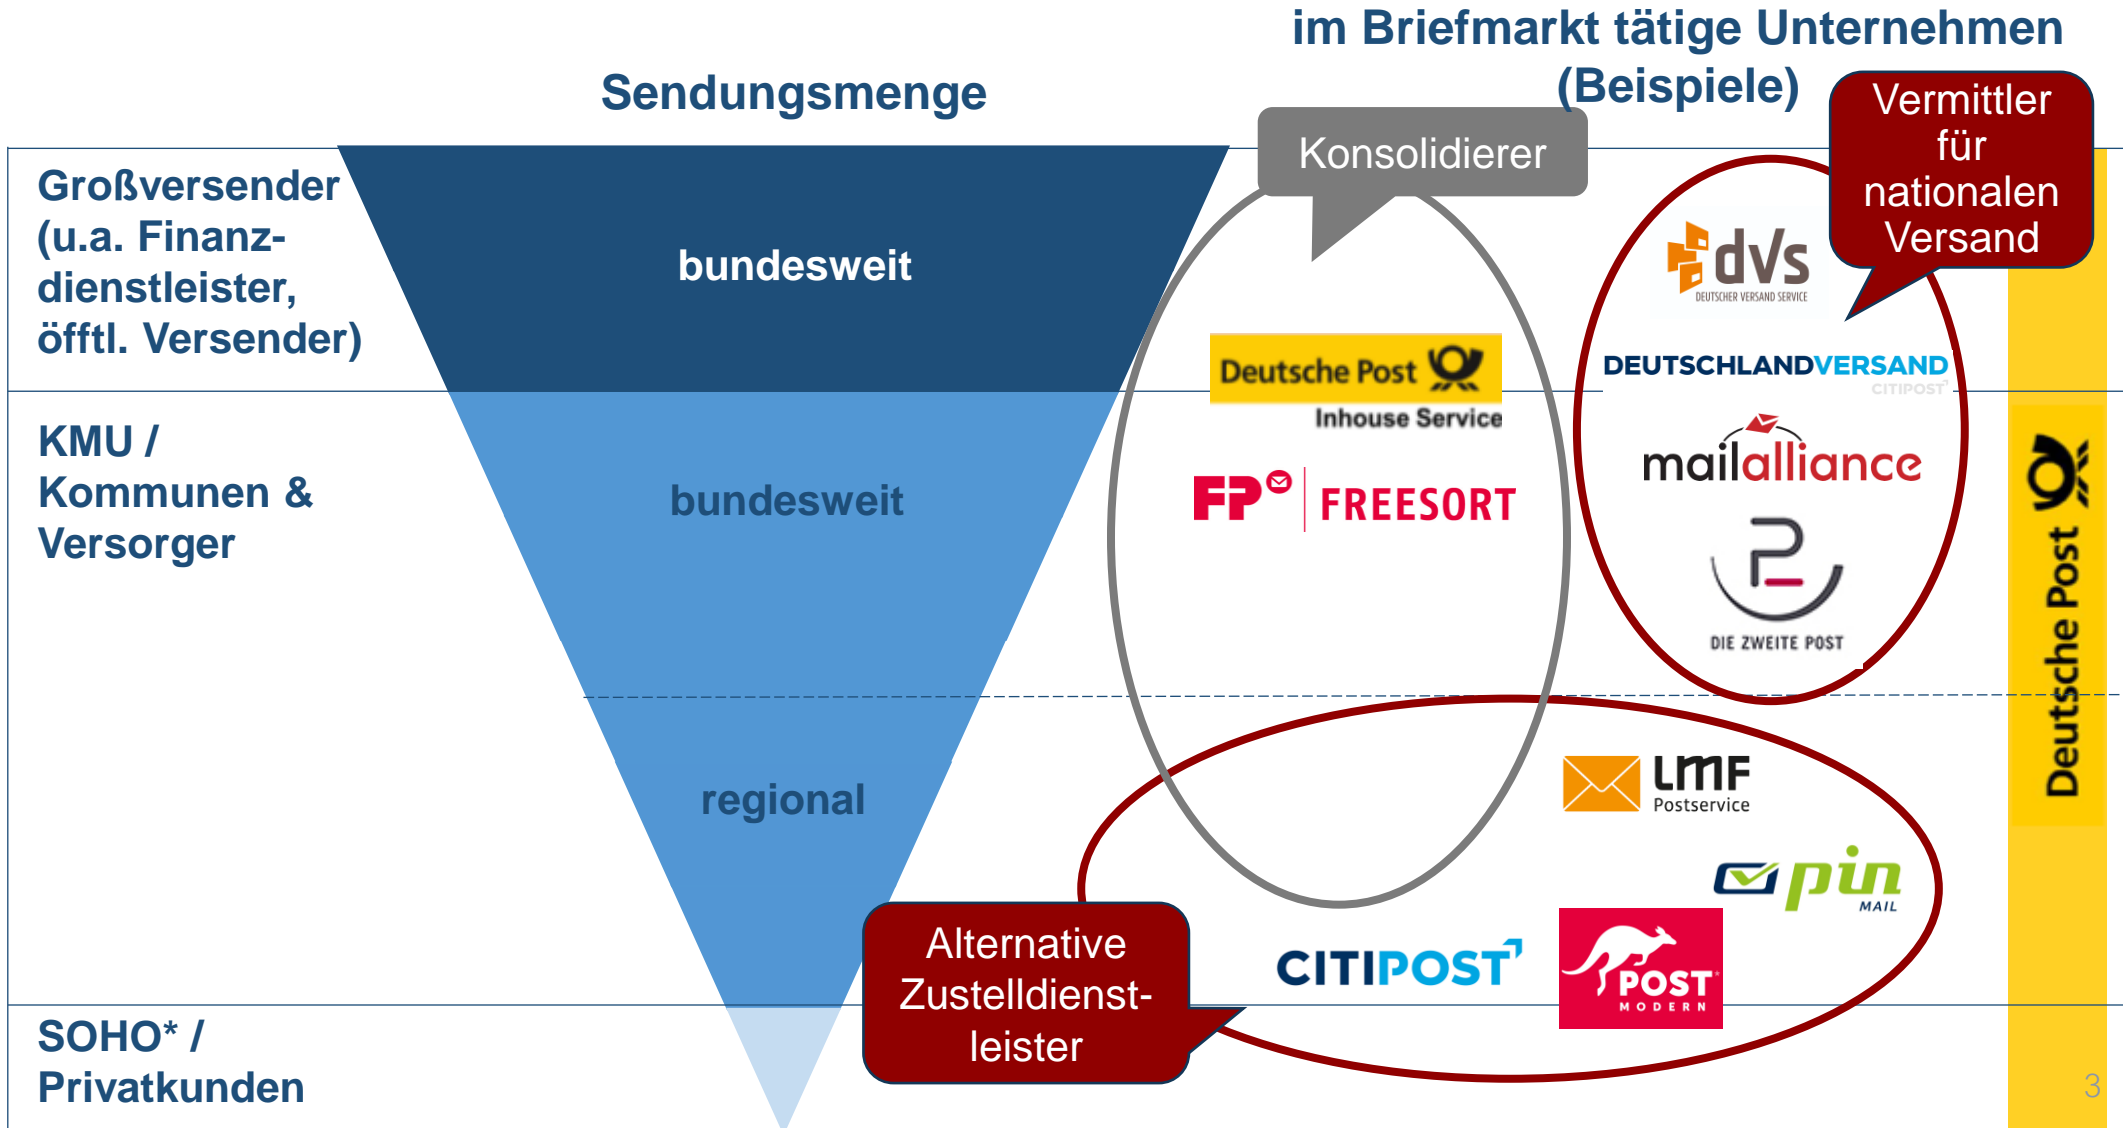 im Briefmarkt tätige Unternehmen
(Beispiele)
Sendungsmenge
Großversender
(u.a. Finanz-
dienstleister,
öfftl. Versender)
bundesweit
Konsolidierer
Vermittler
für
nationalen
Versand
dvs
DEUTSCHER VERSAND SERVICE
Deutsche Post
Inhouse Service
DEUTSCHLANDVERSAND
CITIPOST
KMU /
Kommunen &
Versorger
bundesweit
FP FREESORT
mailalliance
DIE ZWEITE POST
Deutsche Post
regional
LMF
Postservice
pin
MAIL
Alternative
Zustelldienst-
leister
CITIPOST
POST
MODERN
SOHO* /
Privatkunden
3